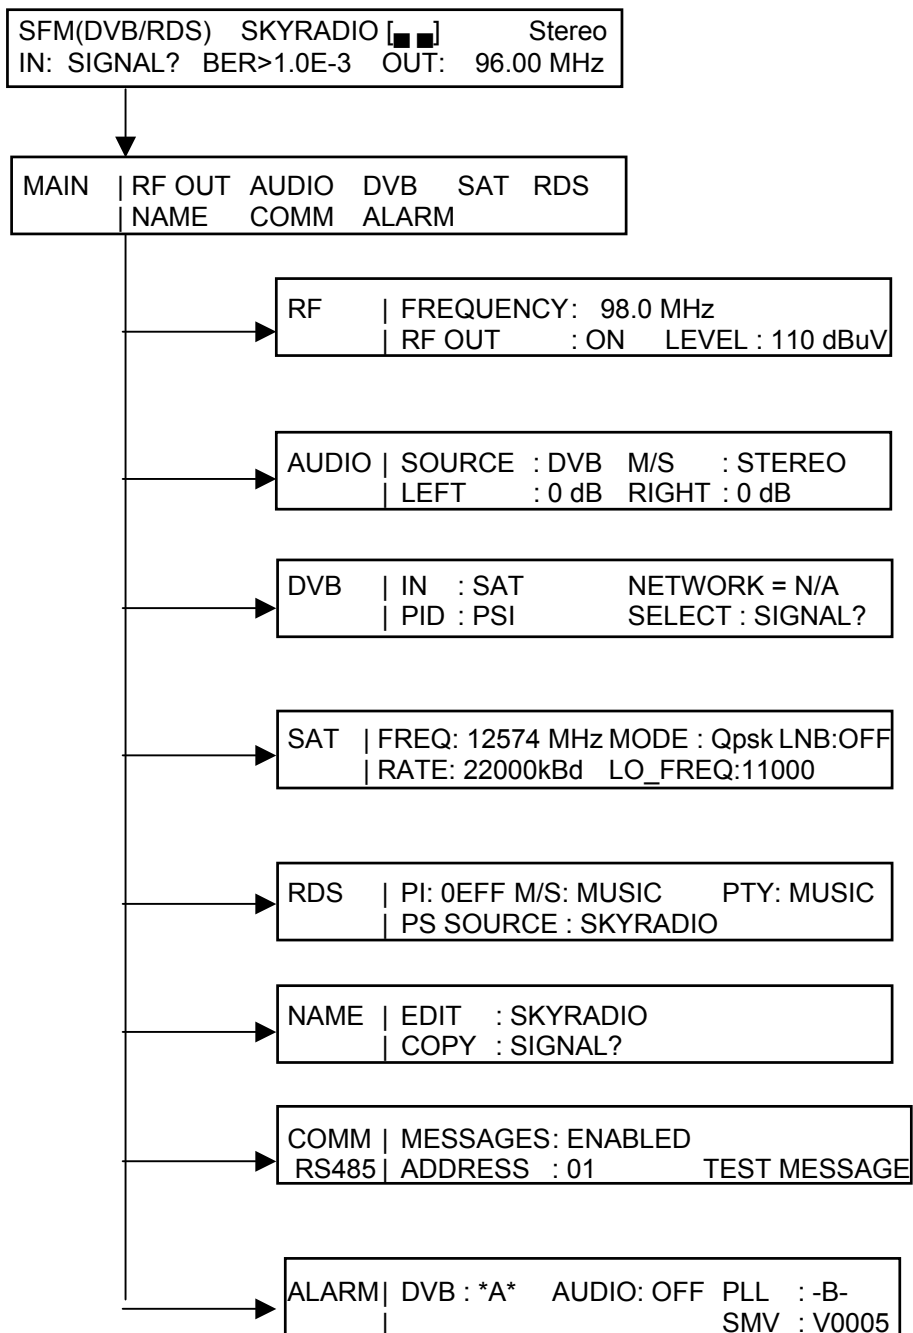 SFM(DVB/RDS) SKYRADIO [▄ ▄] Stereo
IN: SIGNAL? BER>1.0E-3 OUT: 96.00 MHz
MAIN | RF OUT AUDIO DVB SAT RDS
| NAME COMM ALARM
RF | FREQUENCY: 98.0 MHz
| RF OUT : ON LEVEL : 110 dBuV
AUDIO | SOURCE : DVB M/S : STEREO
| LEFT : 0 dB RIGHT : 0 dB
DVB | IN : SAT NETWORK = N/A
| PID : PSI SELECT : SIGNAL?
SAT | FREQ: 12574 MHz MODE : Qpsk LNB:OFF
| RATE: 22000kBd LO_FREQ:11000
RDS | PI: 0EFF M/S: MUSIC PTY: MUSIC
| PS SOURCE : SKYRADIO
NAME | EDIT : SKYRADIO
| COPY : SIGNAL?
COMM | MESSAGES: ENABLED
RS485 | ADDRESS : 01 TEST MESSAGE
ALARM| DVB : *A* AUDIO: OFF PLL : -B-
| SMV : V0005